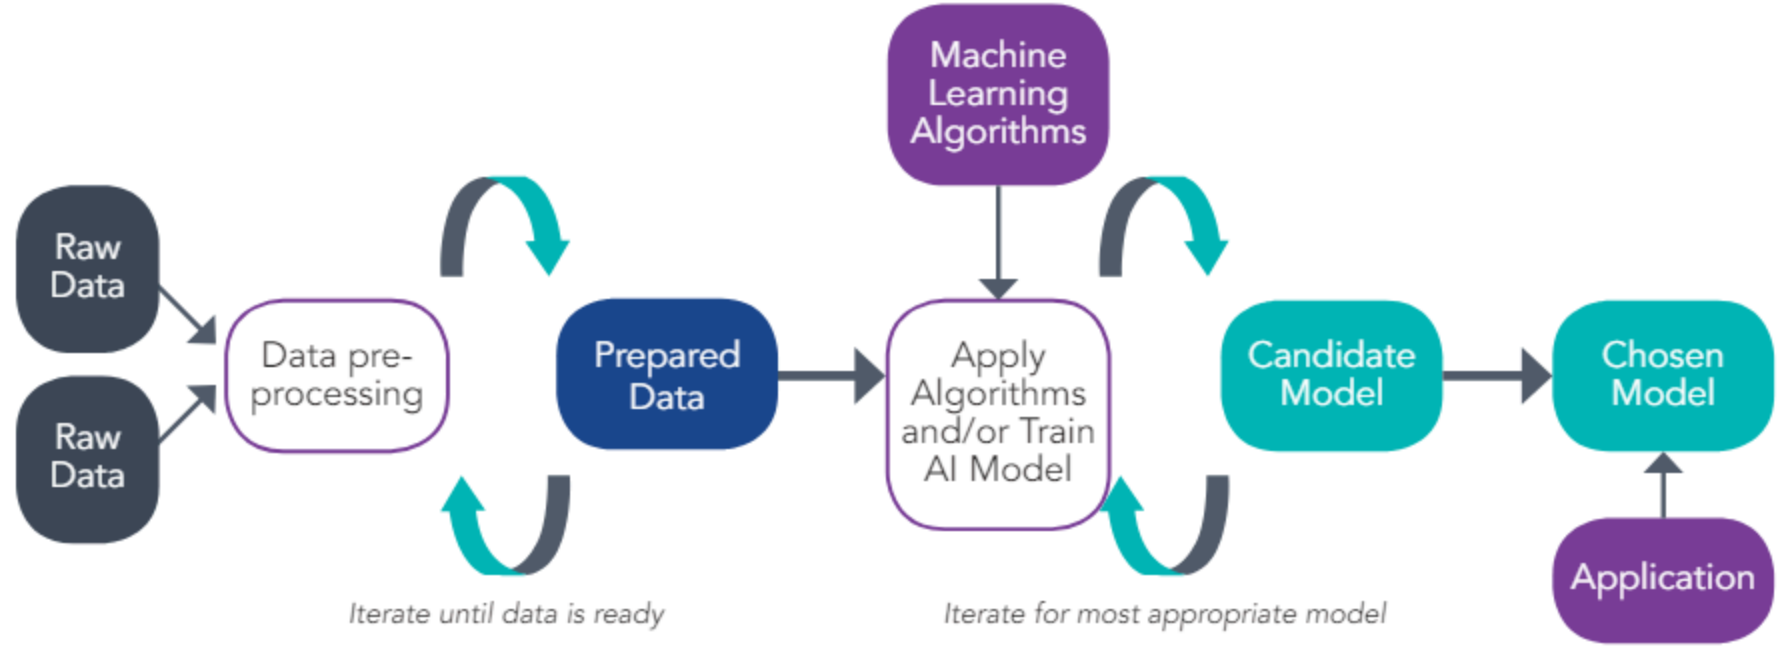 Machine
Learning
Algorithms
Raw
Data
Raw
Data
Data pre-
processing
Prepared
Data
Apply
Algorithms
and/or Train
AI Model
Candidate
Model
Chosen
Model
Application
Iterate until data is ready
Iterate for most appropriate model